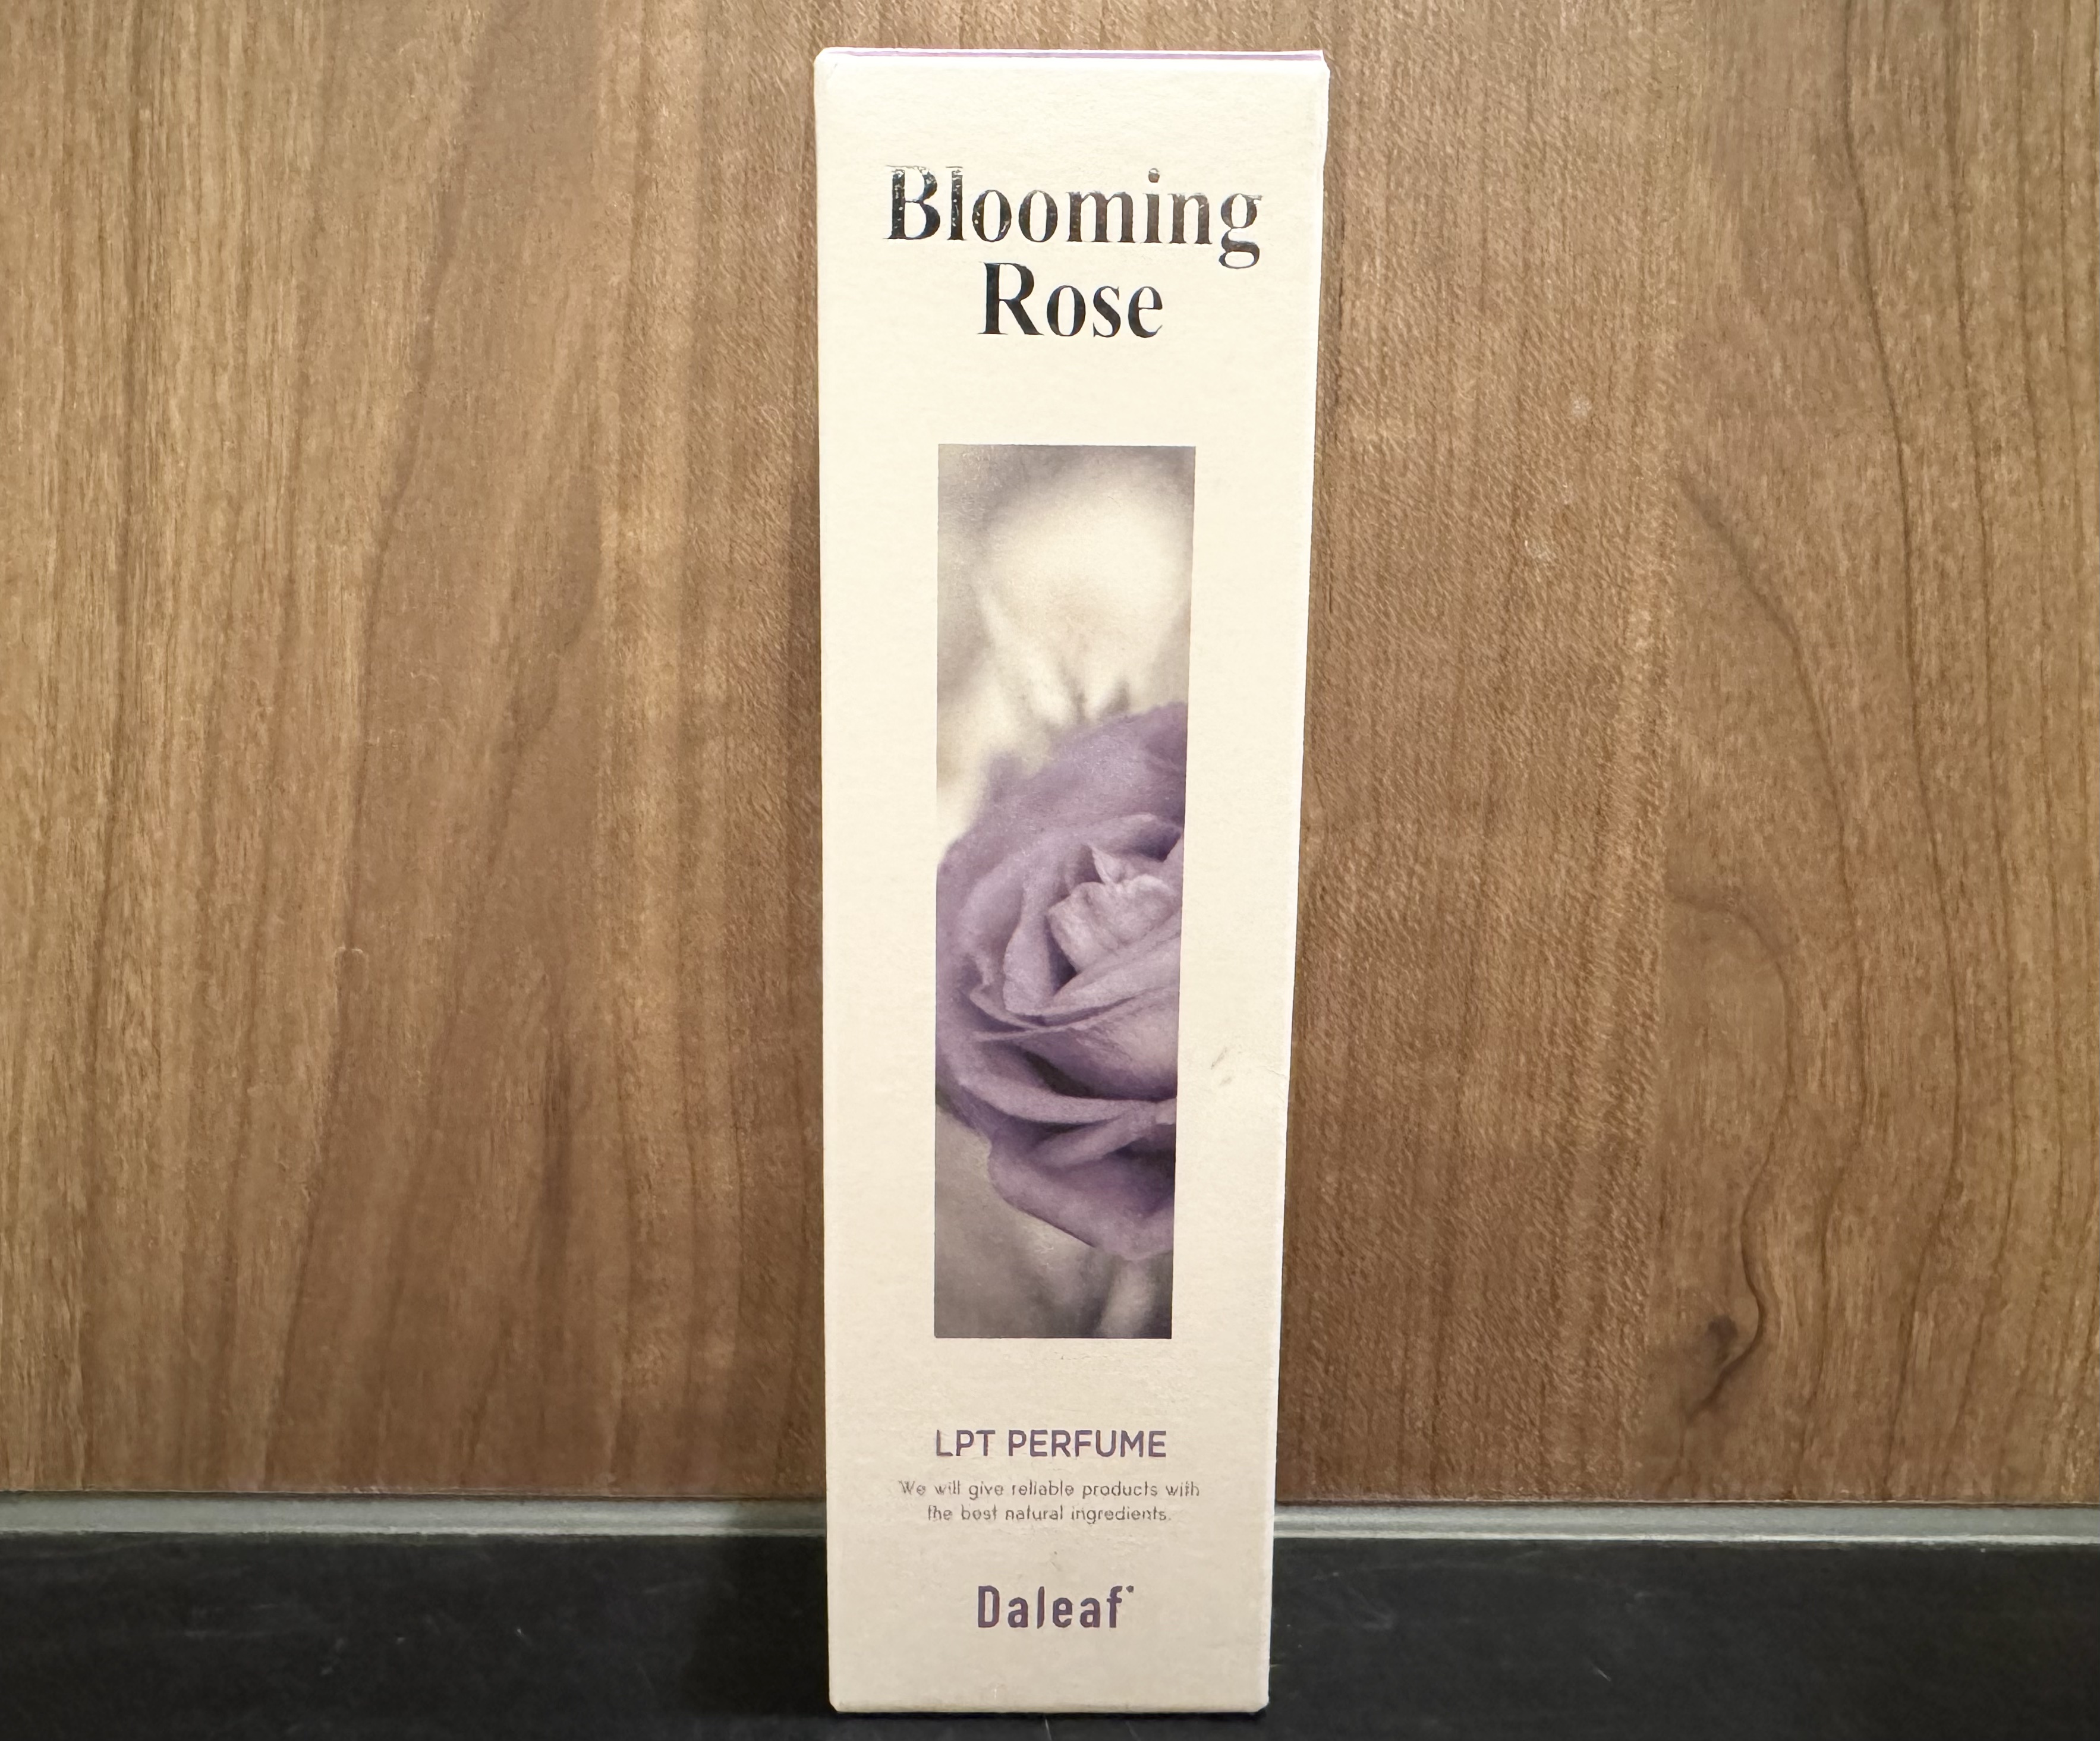 Blooming
Rose
LPT PERFUME
We will give reliable products with
the best natural ingredients.
Daleaf